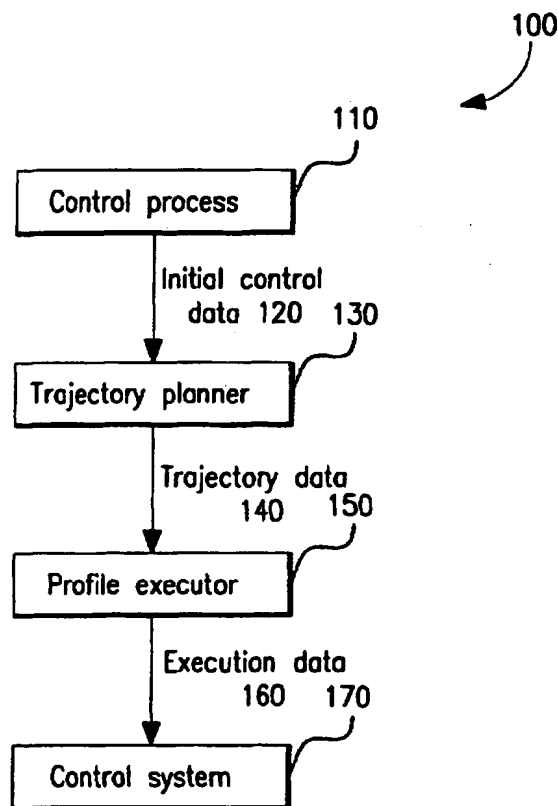 100
110
Control process
Initial control
data 120
130
Trajectory planner
Trajectory data
140
150
Profile executor
Execution data
160
170
Control system